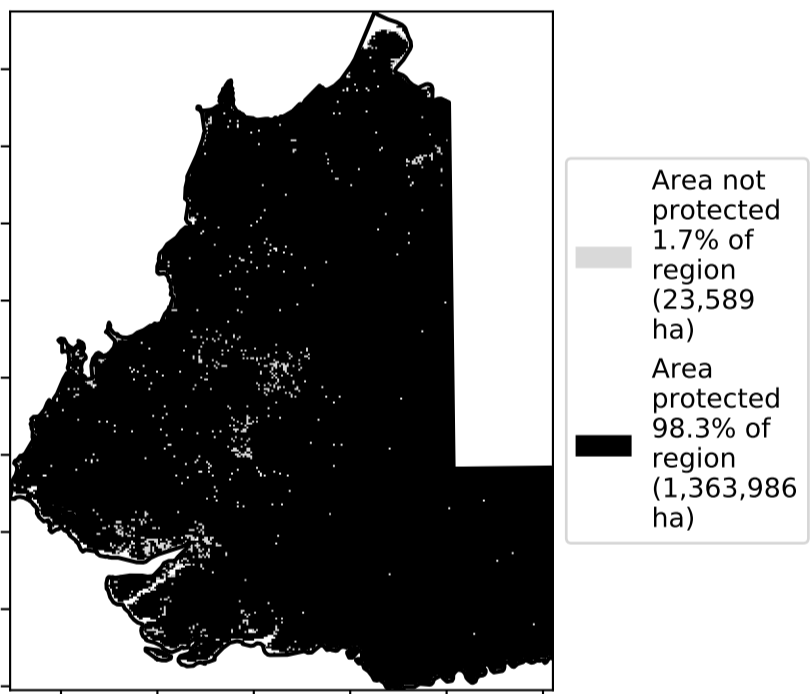 Area not
protected
1.7% of
region
(23,589
ha)
Area
protected
98.3% of
region
(1,363,986
ha)